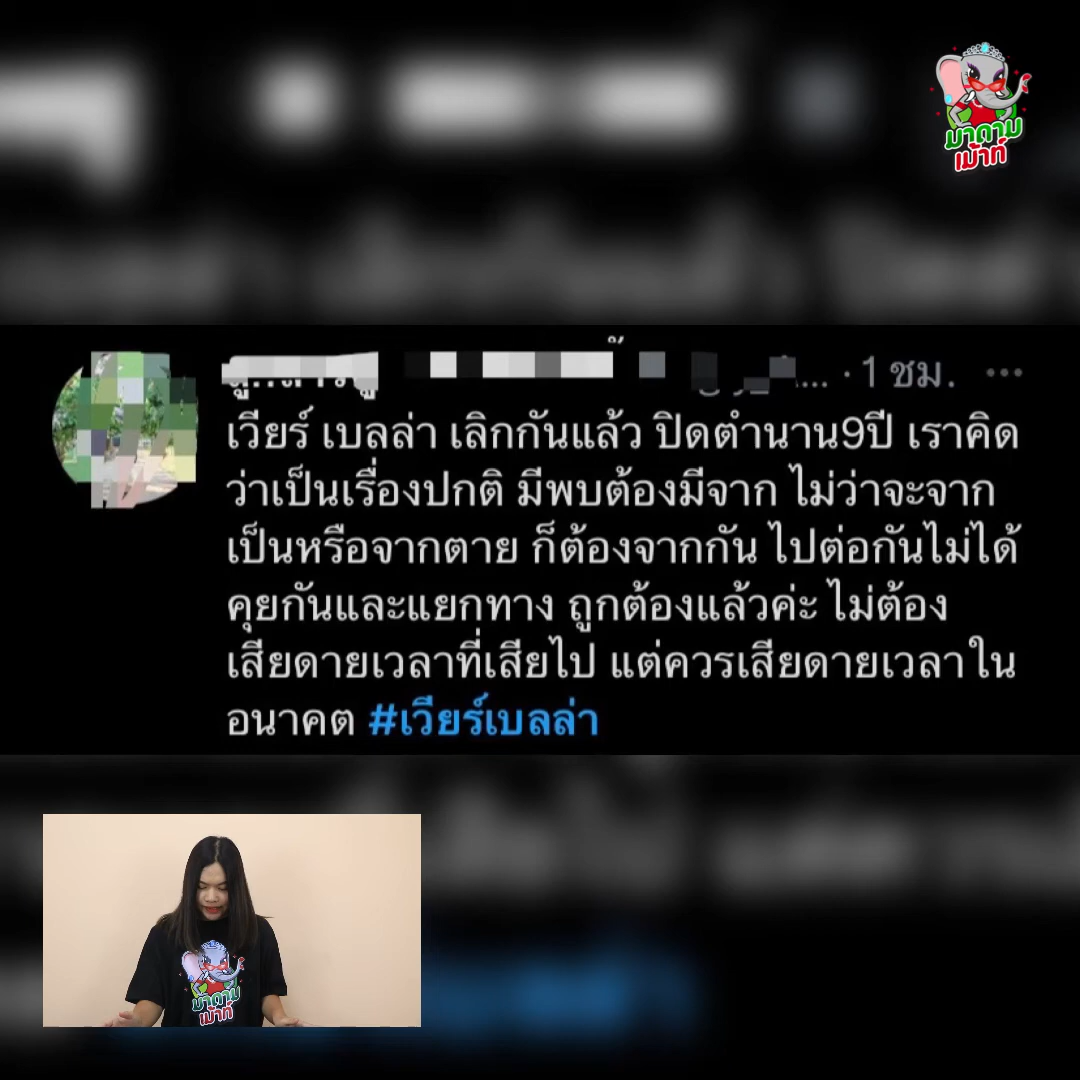 มาดาม
เม้าท์
· 1 ชม. ···
เวียร์ เบลล่า เลิกกันแล้ว ปิดตำนาน9ปี เราคิด
ว่าเป็นเรื่องปกติ มีพบต้องมีจาก ไม่ว่าจะจาก
เป็นหรือจากตาย ก็ต้องจากกัน ไปต่อกันไม่ได้
คุยกันและแยกทาง ถูกต้องแล้วค่ะ ไม่ต้อง
เสียดายเวลาที่เสียไป แต่ควรเสียดายเวลาใน
อนาคต #เวียร์เบลล่า
มาดาม
เม้าท์